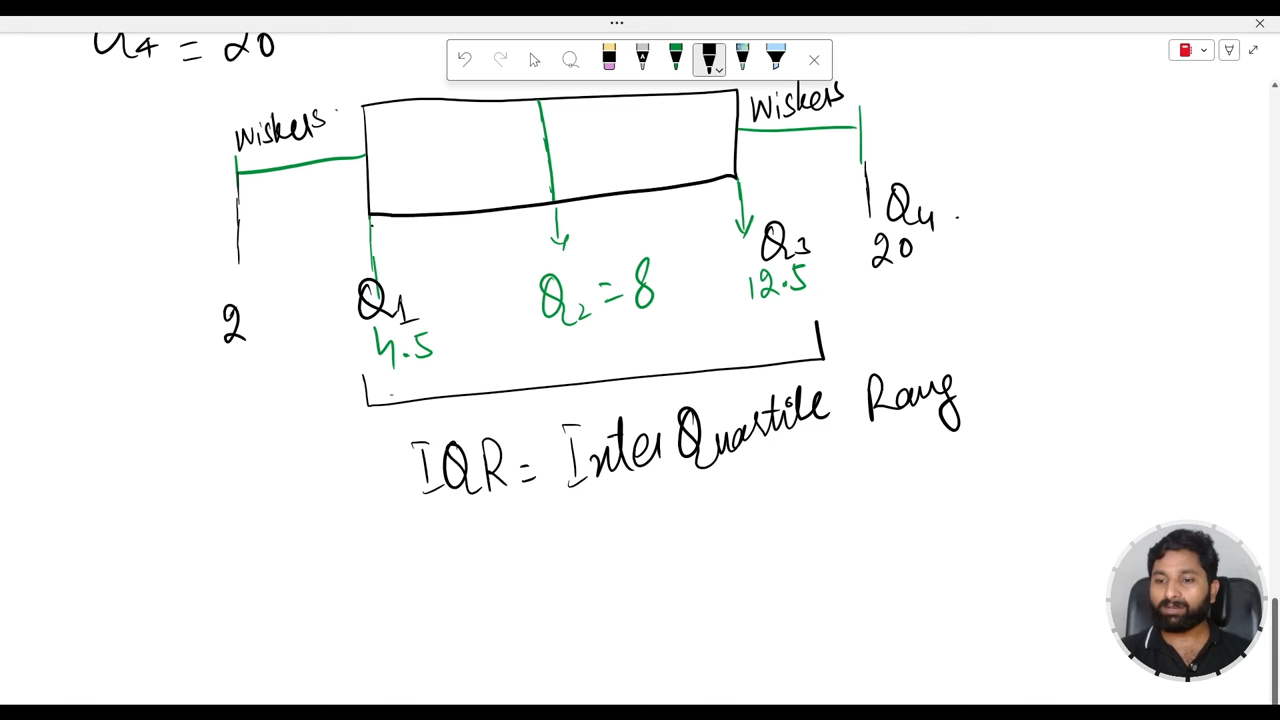 Q4 = 20
Wiskers
Wiskers
Q4
20
Q3
12.5
Q2 = 8
Q1
4.5
2
IQR = InterQuartile Rang